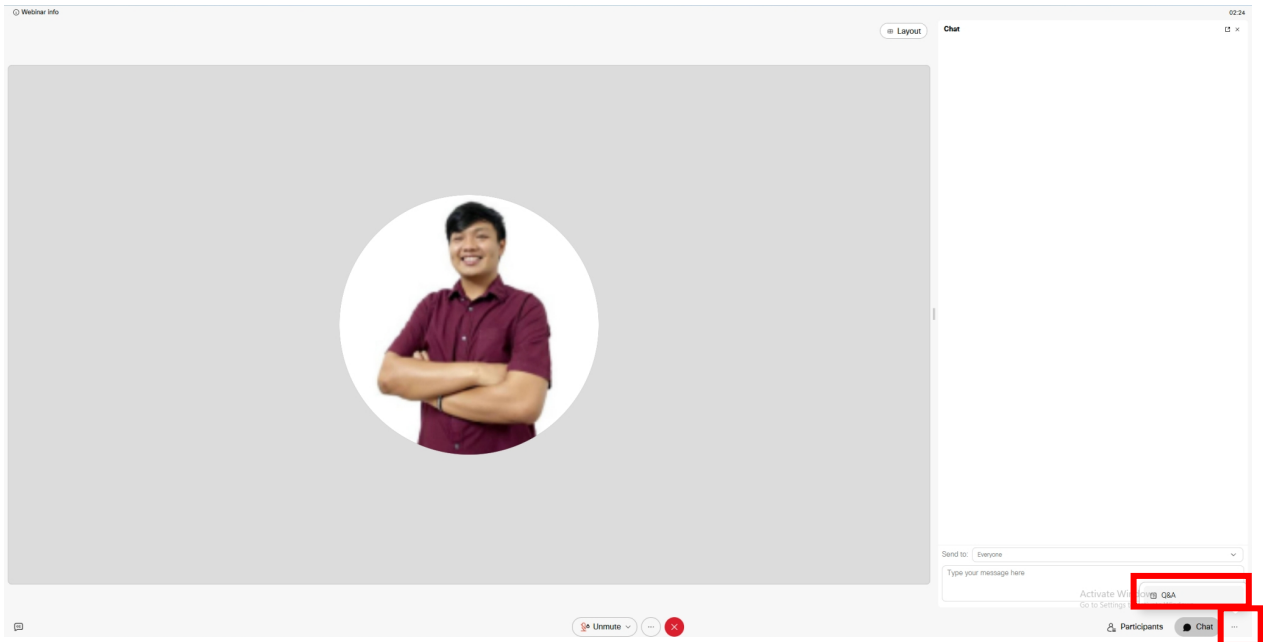 Webinar info
02:24
Layout
Chat
Send to: Everyone
Type your message here
Q&A
Activate Wi
Go to Settings
Unmute
Participants
Chat